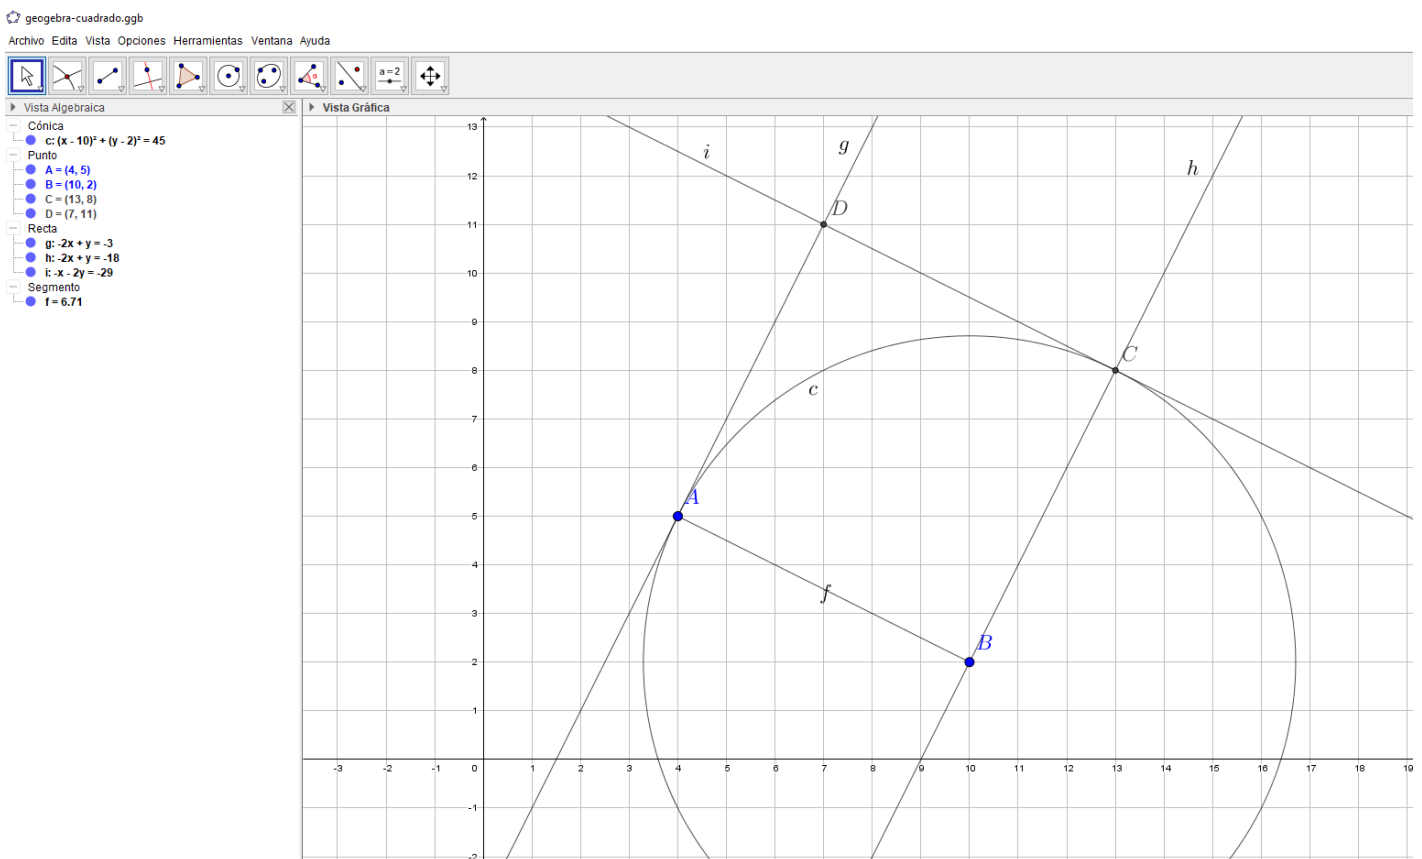 geogebra-cuadrado.ggb
Archivo Edita Vista Opciones Herramientas Ventana Ayuda
α
a=2
Vista Algebraica
Vista Gráfica
Cónica
c: (x - 10)² + (y - 2)² = 45
Punto
A = (4, 5)
B = (10, 2)
C = (13, 8)
D = (7, 11)
Recta
g: -2x + y = -3
h: -2x + y = -18
i: -x - 2y = -29
Segmento
f = 6.71
13
i
g
h
12
D
11
10
9
C
8
c
7
6
A
5
4
f
3
B
2
1
-3 -2 -1 0 1 2 3 4 5 6 7 8 9 10 11 12 13 14 15 16 17 18 19
-1
-2